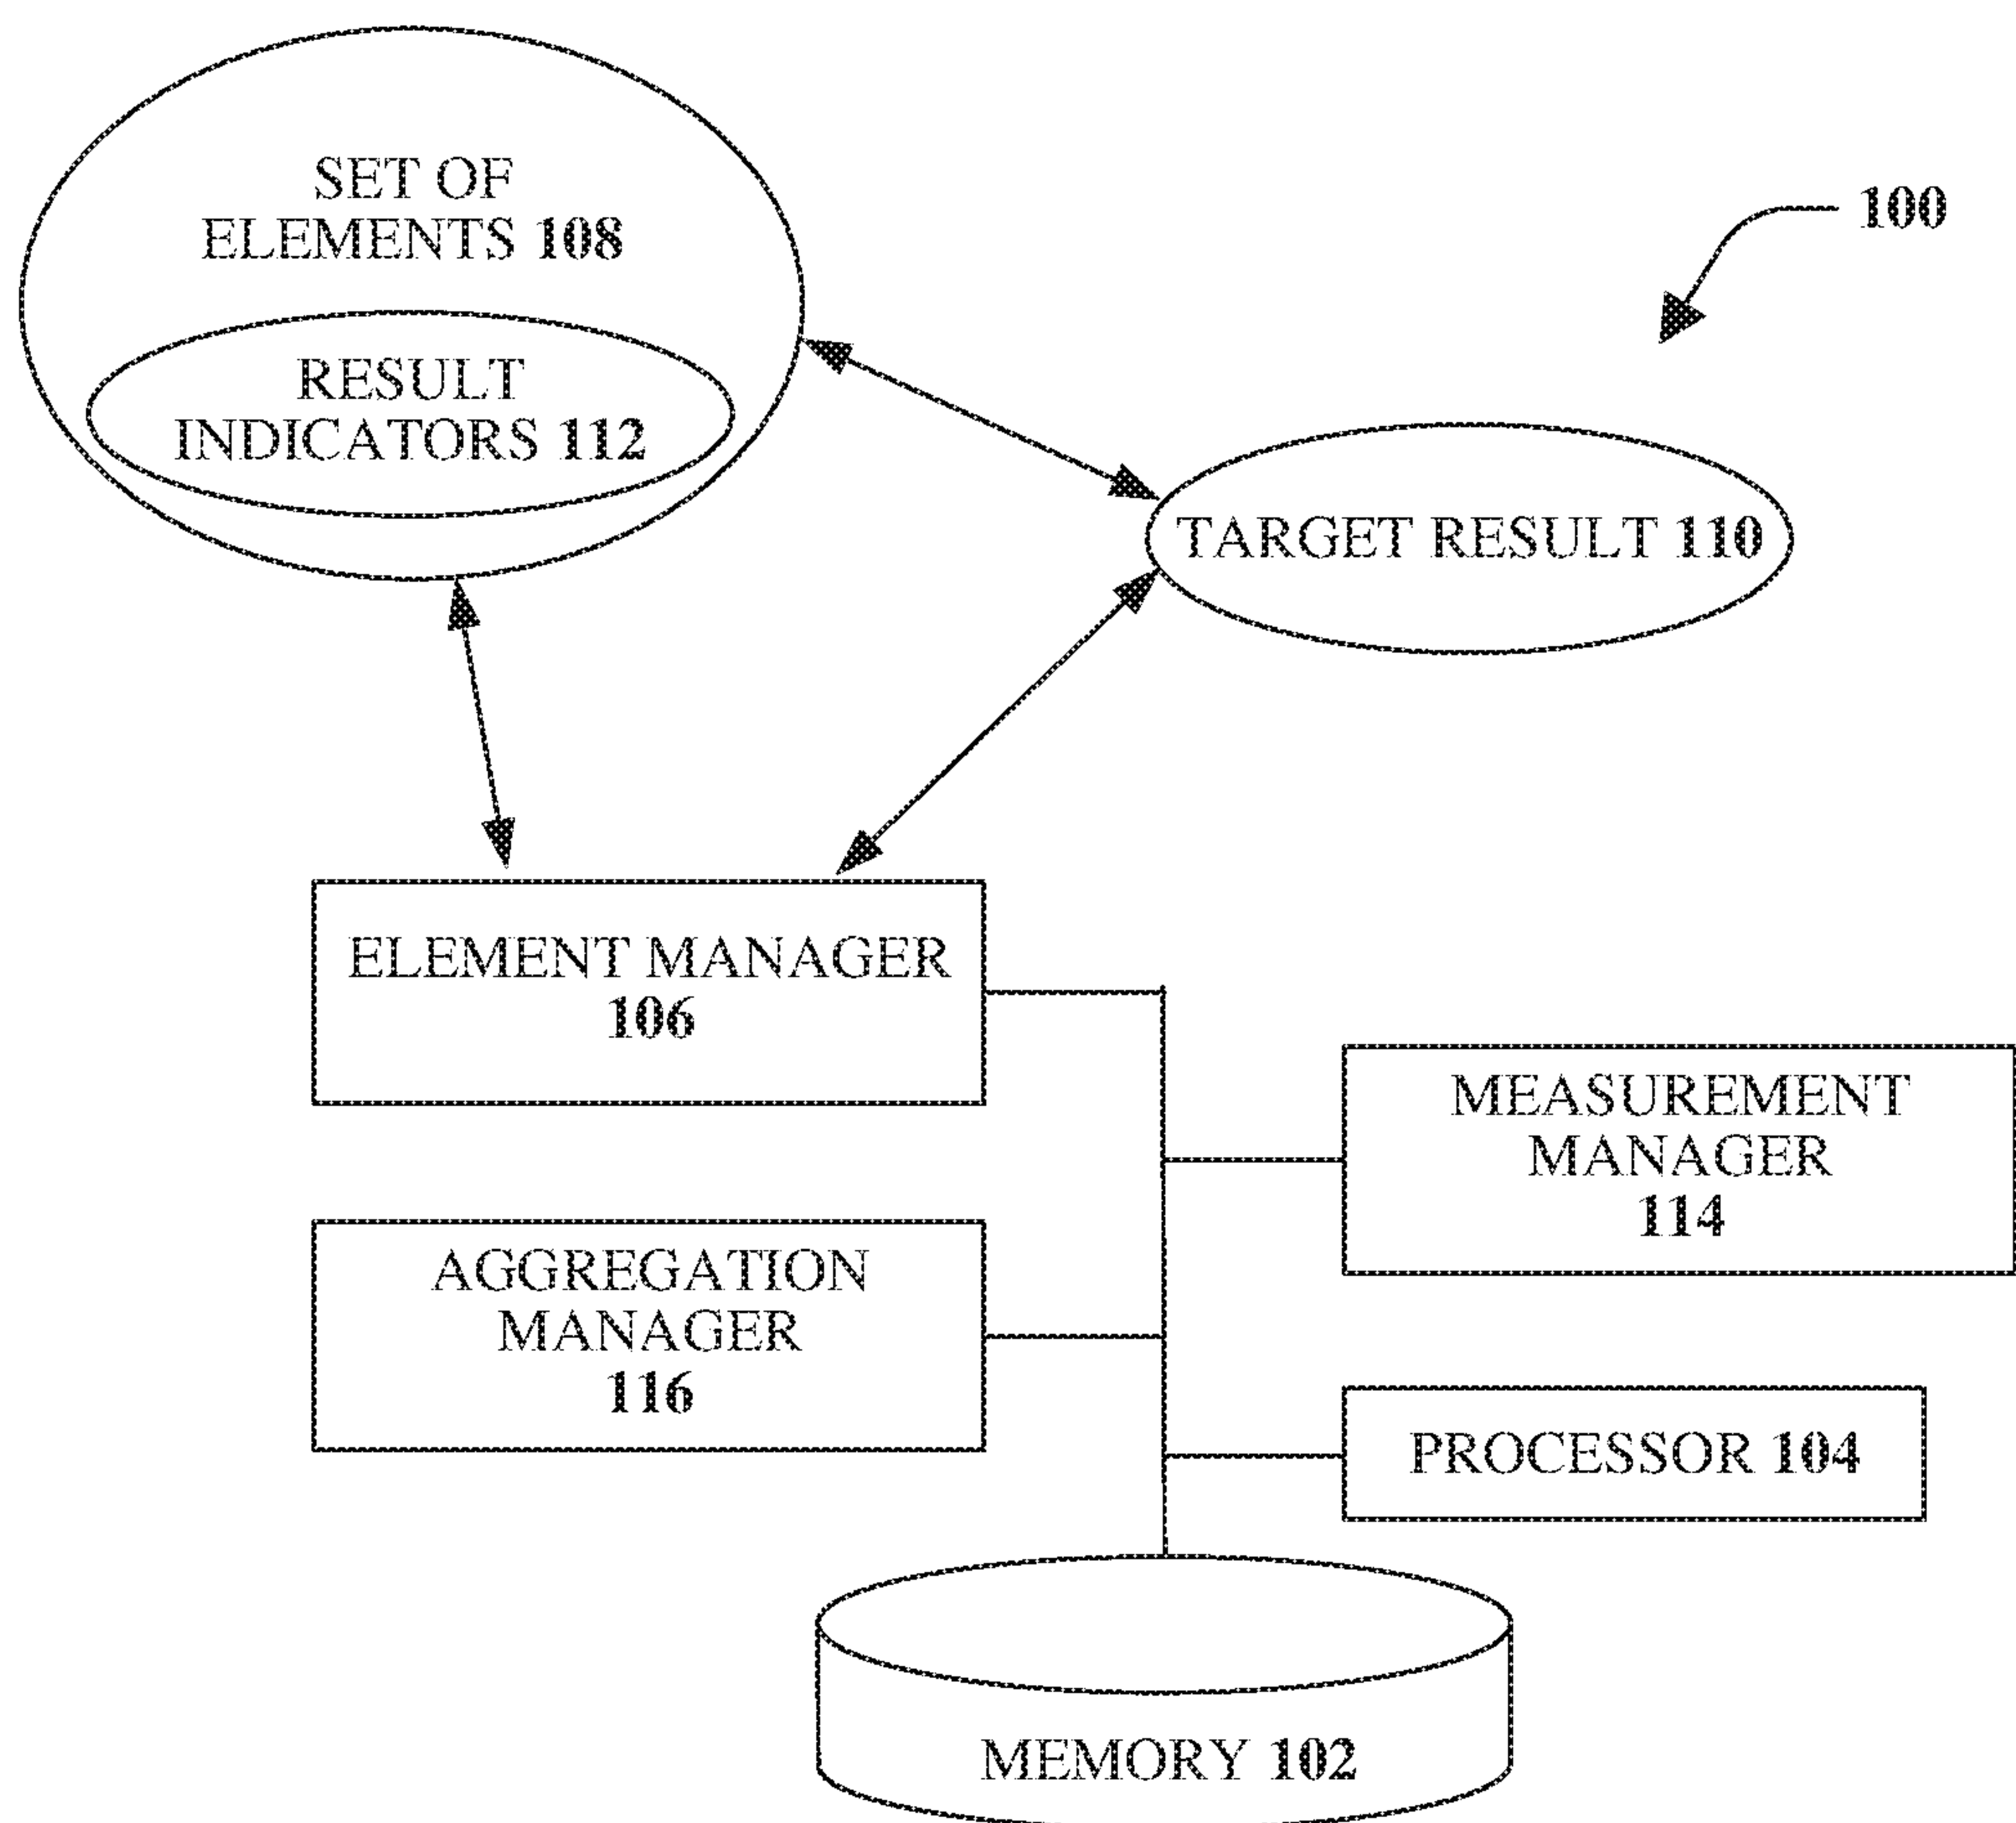 SET OF
ELEMENTS 108
100
RESULT
INDICATORS 112
TARGET RESULT 110
ELEMENT MANAGER
106
MEASUREMENT
MANAGER
114
AGGREGATION
MANAGER
116
PROCESSOR 104
MEMORY 102